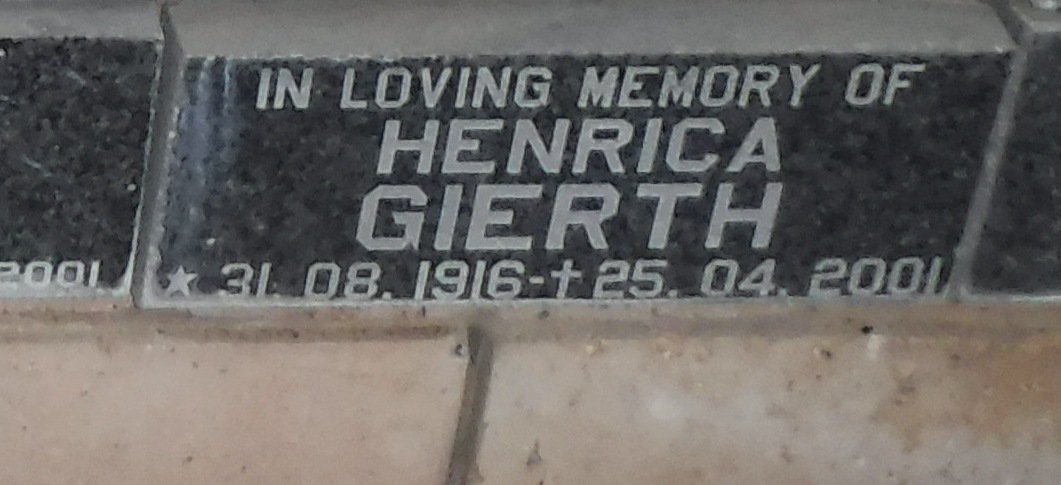 IN LOVING MEMORY OF
HENRICA
GIERTH
★ 31. 08. 1916-†25. 04. 2001
2001